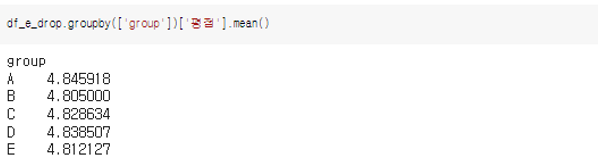 df_e_drop.groupby(['group'])['평점'].mean()
group
A 4.845918
B 4.805000
C 4.828634
D 4.838507
E 4.812127